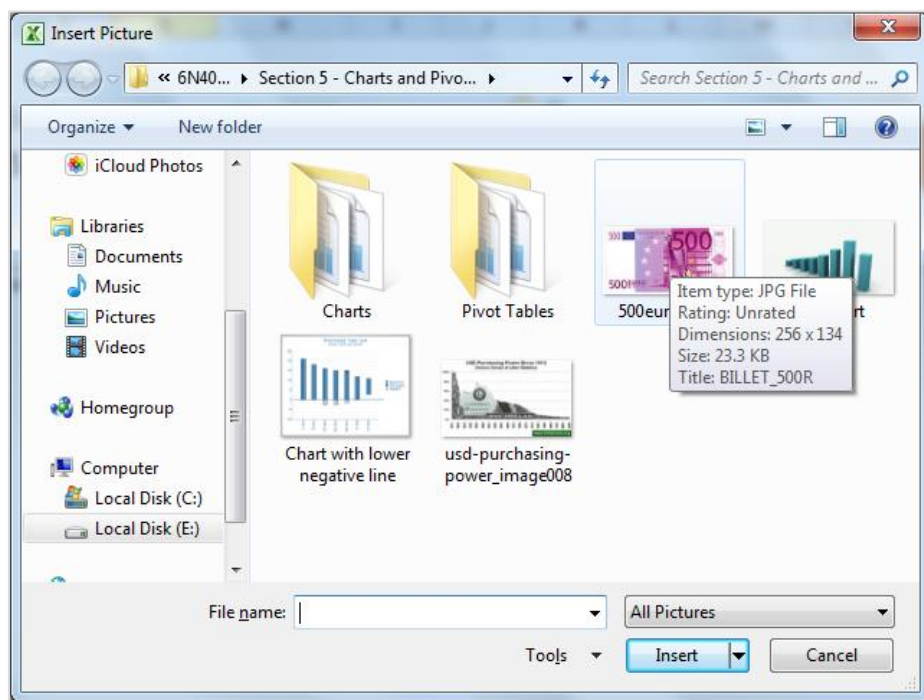 Insert Picture
« 6N40... ▸ Section 5 - Charts and Pivo... ▸
Search Section 5 - Charts and ...
Organize
New folder
iCloud Photos
Libraries
Documents
Music
Pictures
Videos
Homegroup
Computer
Local Disk (C:)
Local Disk (E:)
Charts
Pivot Tables
500
500
500eur
rt
Item type: JPG File
Rating: Unrated
Dimensions: 256 x 134
Size: 23.3 KB
Title: BILLET_500R
Chart with lower
negative line
usd-purchasing-
power_image008
File name:
All Pictures
Tools
Insert
Cancel